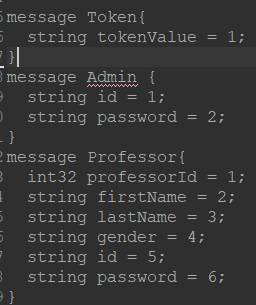 message Token{
string tokenValue = 1;
}
message Admin {
string id = 1;
string password = 2;
}
message Professor{
int32 professorId = 1;
string firstName = 2;
string lastName = 3;
string gender = 4;
string id = 5;
string password = 6;
}